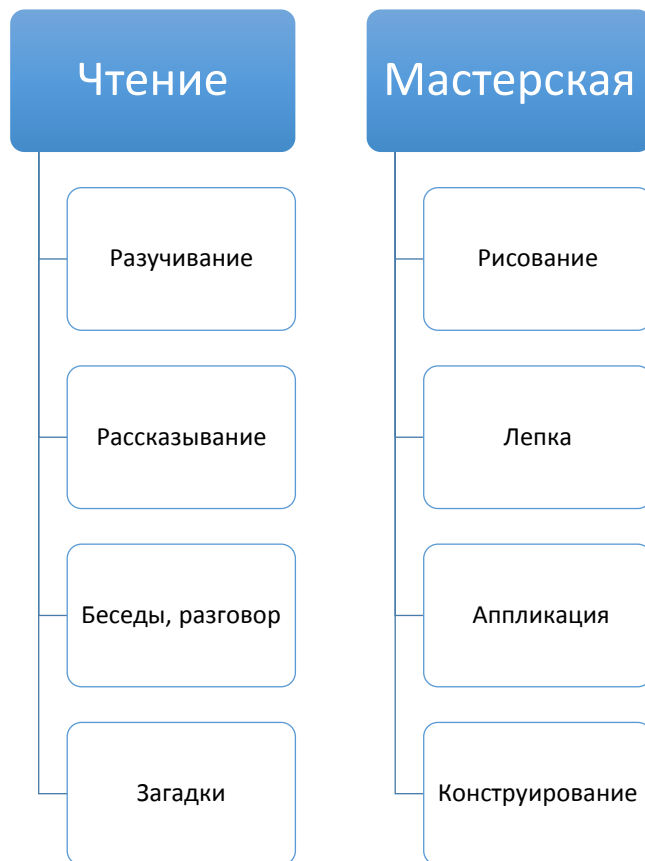 Чтение
Разучивание
Рассказывание
Беседы, разговор
Загадки
Мастерская
Рисование
Лепка
Аппликация
Конструирование